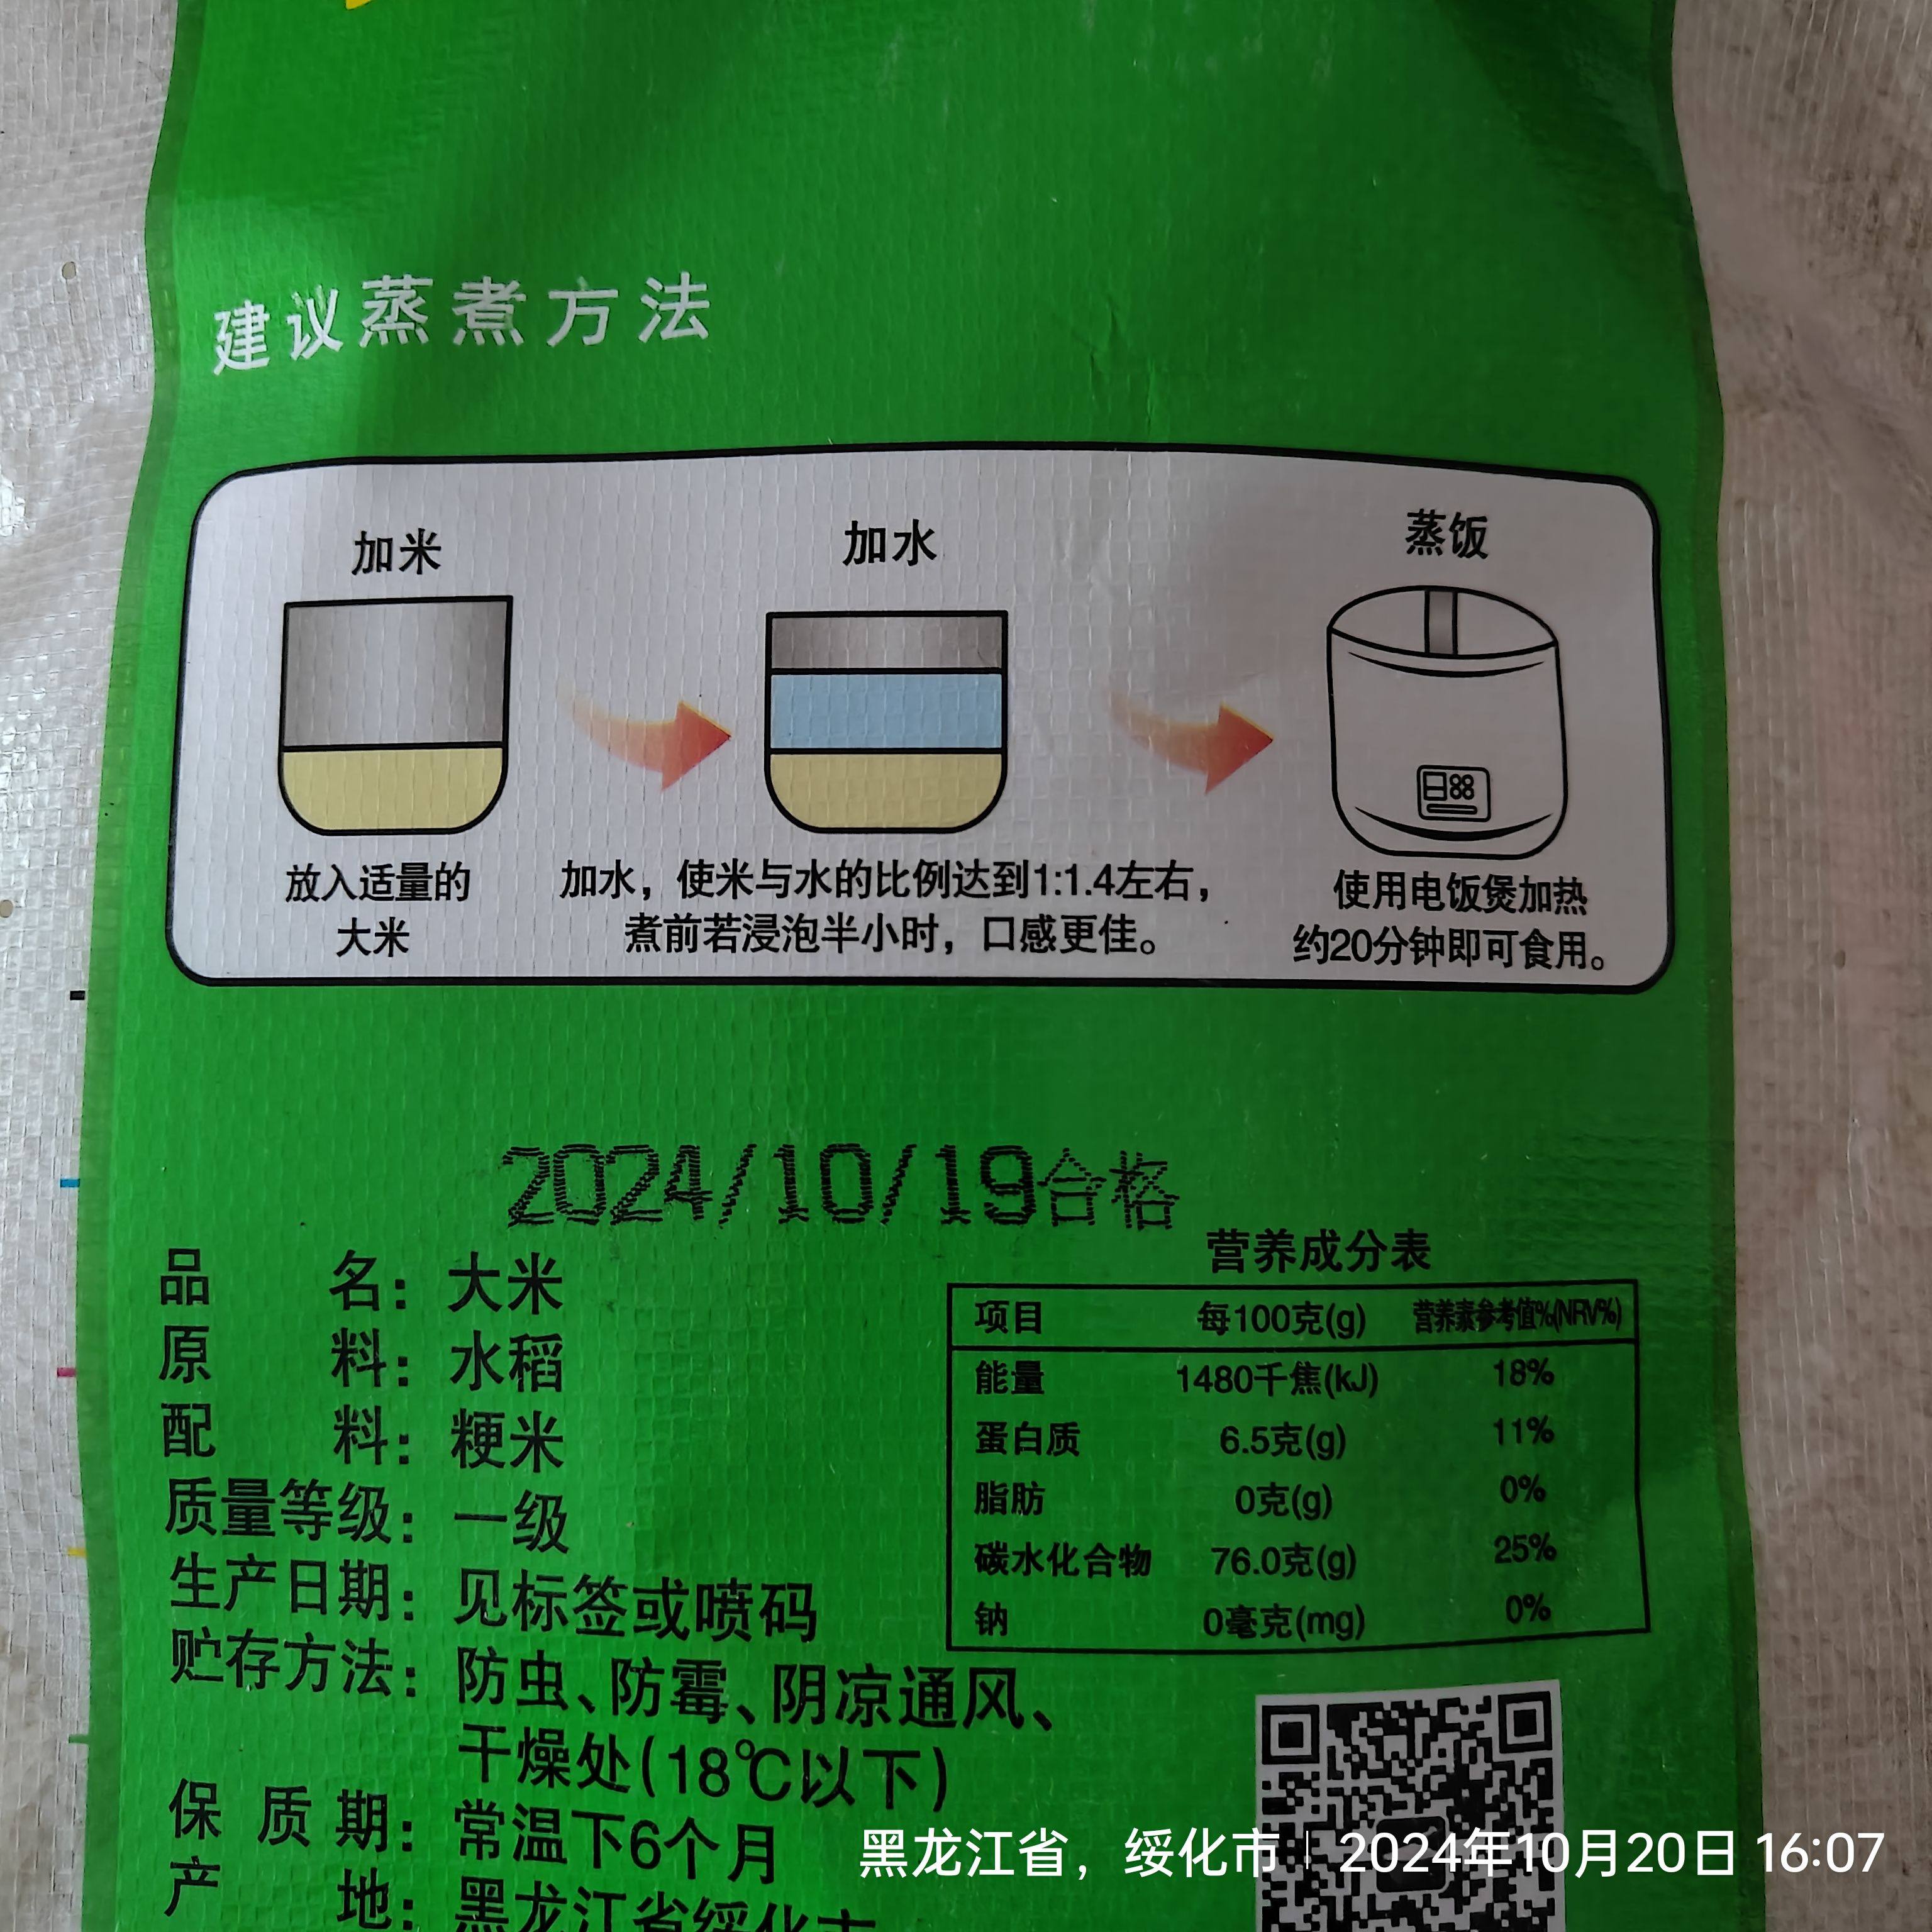 建议蒸煮方法
加米
加水
蒸饭
放入适量的
大米
加水，使米与水的比例达到1:1.4左右，
煮前若浸泡半小时，口感更佳。
使用电饭煲加热
约20分钟即可食用。
2024/10/19合格
品名：大米
原料：水稻
配料：粳米
质量等级：一级
生产日期：见标签或喷码
贮存方法：防虫、防霉、阴凉通风、
干燥处(18℃以下)
保质期：常温下6个月
产地：黑龙江省绥化市
营养成分表
项目 每100克(g) 营养素参考值%(NRV%)
能量 1480千焦(kJ) 18%
蛋白质 6.5克(g) 11%
脂肪 0克(g) 0%
碳水化合物 76.0克(g) 25%
钠 0毫克(mg) 0%
黑龙江省，绥化市 | 2024年10月20日 16:07